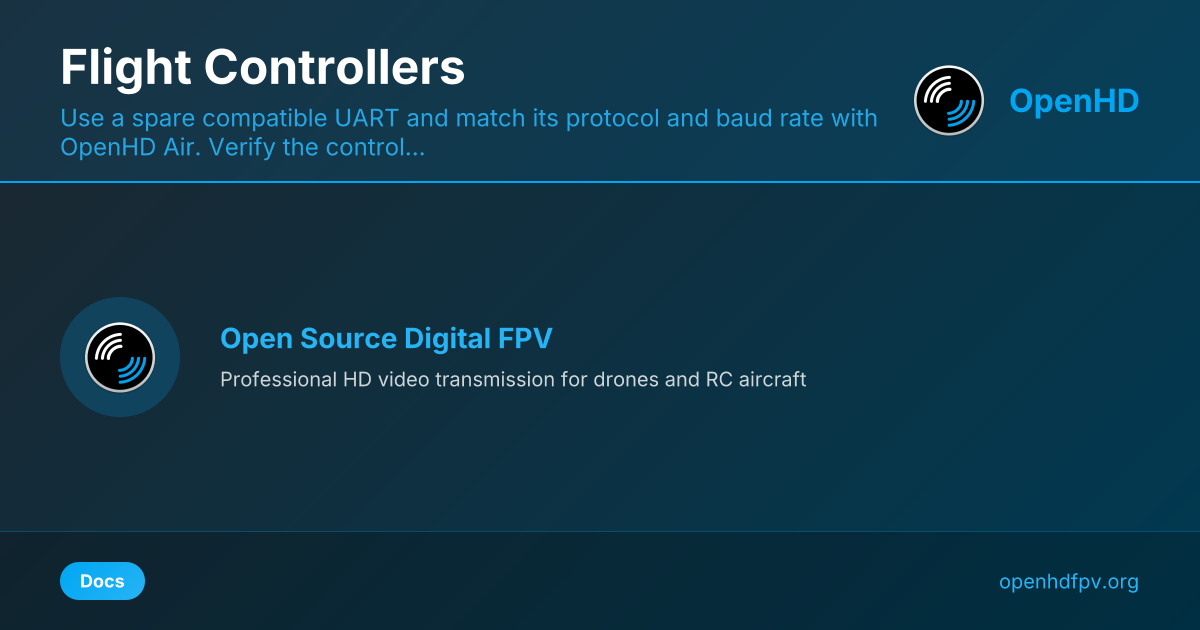 Flight Controllers
Use a spare compatible UART and match its protocol and baud rate with
OpenHD Air. Verify the control...
OpenHD
Open Source Digital FPV
Professional HD video transmission for drones and RC aircraft
Docs
openhdfpv.org